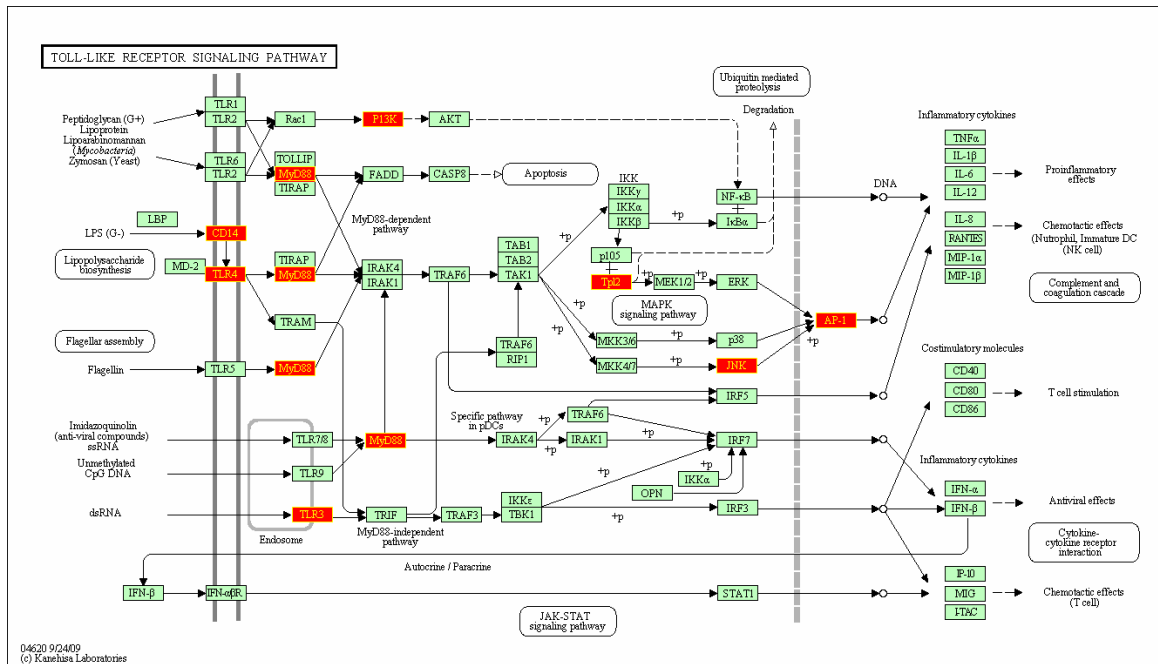 TOLL-LIKE RECEPTOR SIGNALING PATHWAY
Ubiquitin mediated
proteolysis
Degradation
Peptidoglycan (G+)
Lipoprotein
Lipoarabinomannan
(Mycobacteria)
Zymosan (Yeast)
TLR1
TLR2
Rac1
P13K
AKT
TLR6
TLR2
TOLLIP
MyD88
TIRAP
FADD
CASP8
Apoptosis
LBP
LPS (G-)
CD14
Lipopolysaccharide
biosynthesis
MD-2
TLR4
TIRAP
MyD88
MyD88-dependent
pathway
IRAK4
IRAK1
TRAF6
TAB1
TAB2
TAK1
TRAM
Flagellar assembly
Flagellin
TLR5
MyD88
TRAF6
RIP1
IKK
IKKγ
IKKα
IKKβ
+p
+p
NF-κB
IκBα
p105
+p
Tpl2
+p
MEK1/2
+p
ERK
MAPK
signaling pathway
+p
+p
MKK3/6
+p
p38
MKK4/7
+p
JNK
AP-1
+p
DNA
Inflammatory cytokines
TNFα
IL-1β
IL-6
IL-12
Proinflammatory
effects
IL-8
RANTES
MIP-1α
MIP-1β
Chemotactic effects
(Nutrophil, Immature DC
(NK cell)
Complement and
coagulation cascade
Costimulatory molecules
CD40
CD80
CD86
T cell stimulation
IRF5
Imidazoquinolin
(anti-viral compounds)
ssRNA
TLR7/8
MyD88
Specific pathway
in pDCs
IRAK4
+p
+p
TRAF6
IRAK1
+p
IRF7
Unmethylated
CpG DNA
TLR9
+p
+p
IKKα
OPN
dsRNA
TLR3
Endosome
TRIF
MyD88-independent
pathway
TRAF3
IKKε
TBK1
+p
IRF3
Inflammatory cytokines
IFN-α
IFN-β
Antiviral effects
Cytokine-
cytokine receptor
interaction
Autocrine / Paracrine
IFN-β
IFN-αβR
STAT1
JAK-STAT
signaling pathway
IP-10
MIG
I-TAC
Chemotactic effects
(T cell)
04620 9/24/09
(c) Kanehisa Laboratories